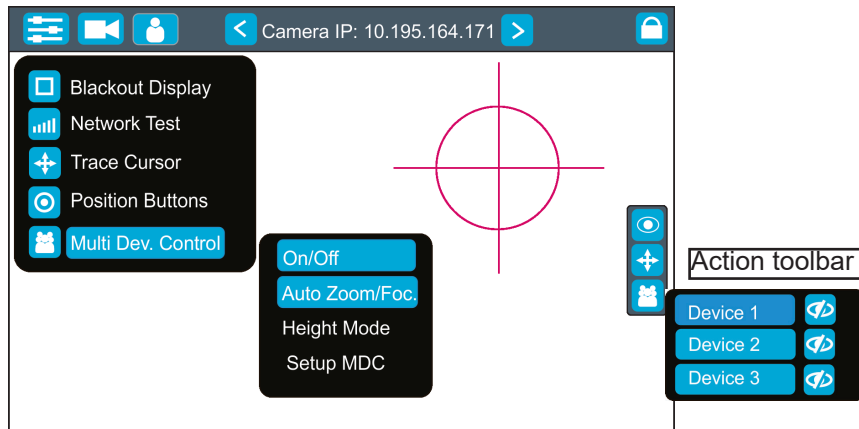 Camera IP: 10.195.164.171
Blackout Display
Network Test
Trace Cursor
Position Buttons
Multi Dev. Control
On/Off
Auto Zoom/Foc.
Height Mode
Setup MDC
Action toolbar
Device 1
Device 2
Device 3